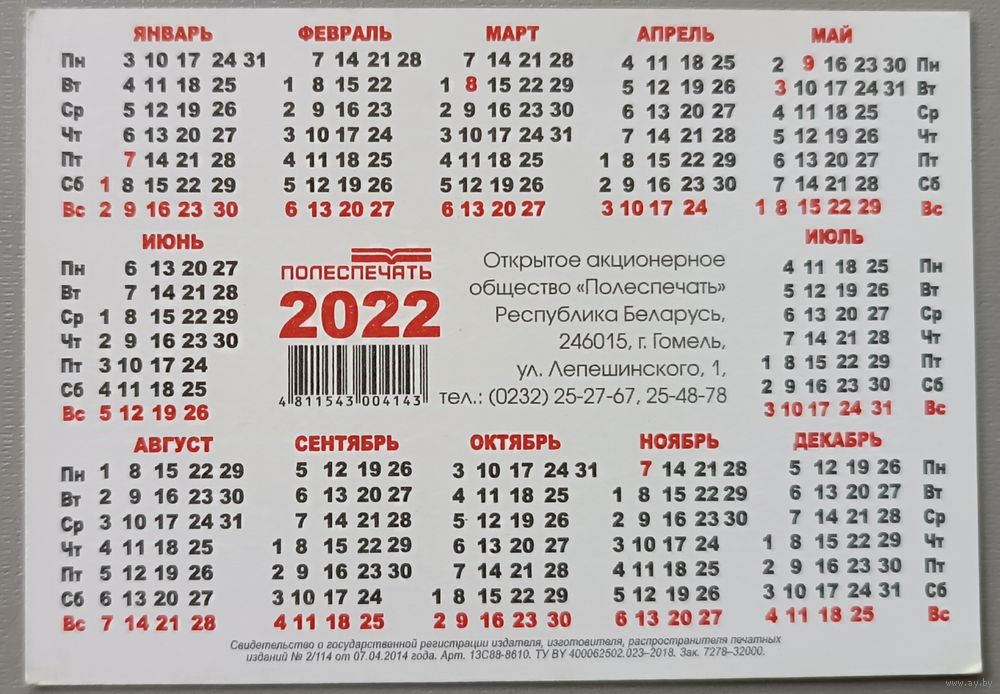 ЯНВАРЬ ФЕВРАЛЬ МАРТ АПРЕЛЬ МАЙ
Пн 3 10 17 24 31 7 14 21 28 7 14 21 28 4 11 18 25 2 9 16 23 30 Пн
Вт 4 11 18 25 1 8 15 22 1 8 15 22 29 5 12 19 26 3 10 17 24 31 Вт
Ср 5 12 19 26 2 9 16 23 2 9 16 23 30 6 13 20 27 4 11 18 25 Ср
Чт 6 13 20 27 3 10 17 24 3 10 17 24 31 7 14 21 28 5 12 19 26 Чт
Пт 7 14 21 28 4 11 18 25 4 11 18 25 1 8 15 22 29 6 13 20 27 Пт
Сб 1 8 15 22 29 5 12 19 26 5 12 19 26 2 9 16 23 30 7 14 21 28 Сб
Вс 2 9 16 23 30 6 13 20 27 6 13 20 27 3 10 17 24 1 8 15 22 29 Вс
ИЮНЬ
Пн 6 13 20 27
Вт 7 14 21 28
Ср 1 8 15 22 29
Чт 2 9 16 23 30
Пт 3 10 17 24
Сб 4 11 18 25
Вс 5 12 19 26
ПОЛЕСПЕЧАТЬ
2022
4 811543 004143
Открытое акционерное
общество «Полеспечать»
Республика Беларусь,
246015, г. Гомель,
ул. Лепешинского, 1,
тел.: (0232) 25-27-67, 25-48-78
ИЮЛЬ
4 11 18 25 Пн
5 12 19 26 Вт
6 13 20 27 Ср
7 14 21 28 Чт
1 8 15 22 29 Пт
2 9 16 23 30 Сб
3 10 17 24 31 Вс
АВГУСТ СЕНТЯБРЬ ОКТЯБРЬ НОЯБРЬ ДЕКАБРЬ
Пн 1 8 15 22 29 5 12 19 26 3 10 17 24 31 7 14 21 28 5 12 19 26 Пн
Вт 2 9 16 23 30 6 13 20 27 4 11 18 25 1 8 15 22 29 6 13 20 27 Вт
Ср 3 10 17 24 31 7 14 21 28 5 12 19 26 2 9 16 23 30 7 14 21 28 Ср
Чт 4 11 18 25 1 8 15 22 29 6 13 20 27 3 10 17 24 1 8 15 22 29 Чт
Пт 5 12 19 26 2 9 16 23 30 7 14 21 28 4 11 18 25 2 9 16 23 30 Пт
Сб 6 13 20 27 3 10 17 24 1 8 15 22 29 5 12 19 26 3 10 17 24 31 Сб
Вс 7 14 21 28 4 11 18 25 2 9 16 23 30 6 13 20 27 4 11 18 25 Вс
Свидетельство о государственной регистрации издателя, изготовителя, распространителя печатных
изданий № 2/114 от 07.04.2014 года. Арт. 13С88-8610. ТУ BY 400062502.023–2018. Зак. 7278–32000.
www.ay.by